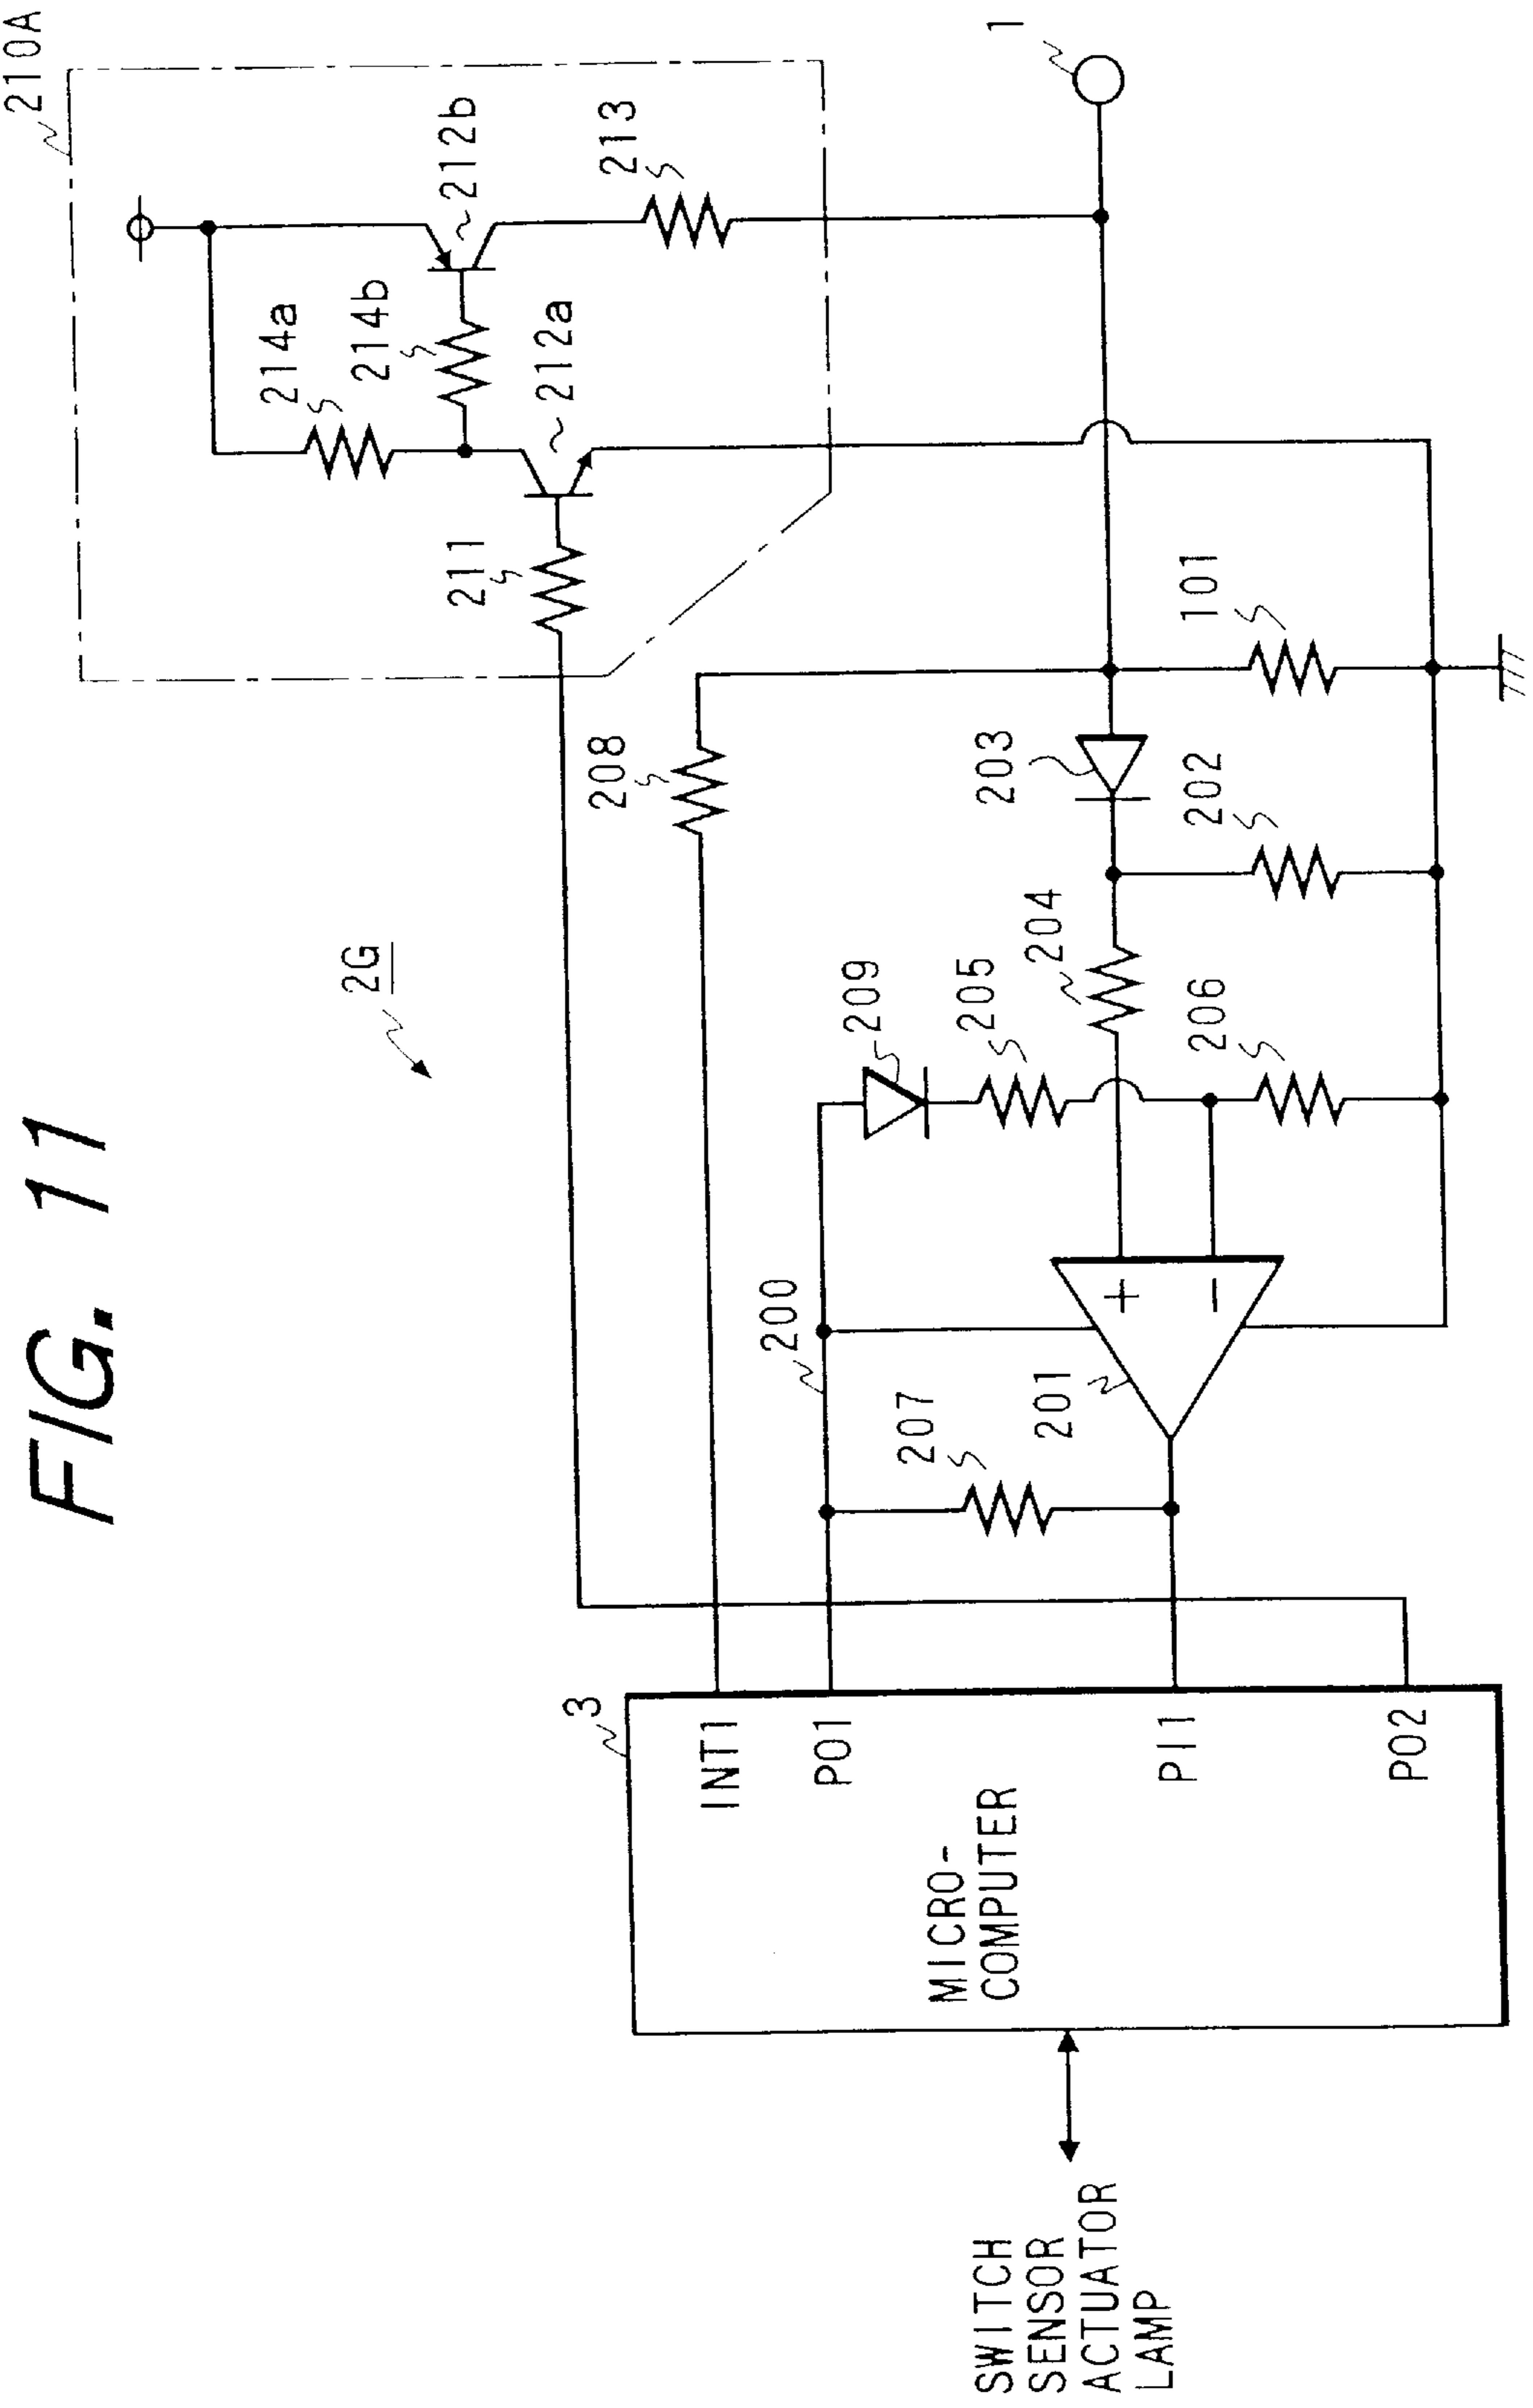 FIG. 11
2G
210A
214a
214b
212b
213
212a
211
1
208
203
101
202
209
205
204
206
200
207
201
3
INT1
PO1
PI1
PO2
MICRO-
COMPUTER
SWITCH
SENSOR
ACTUATOR
LAMP
+
−